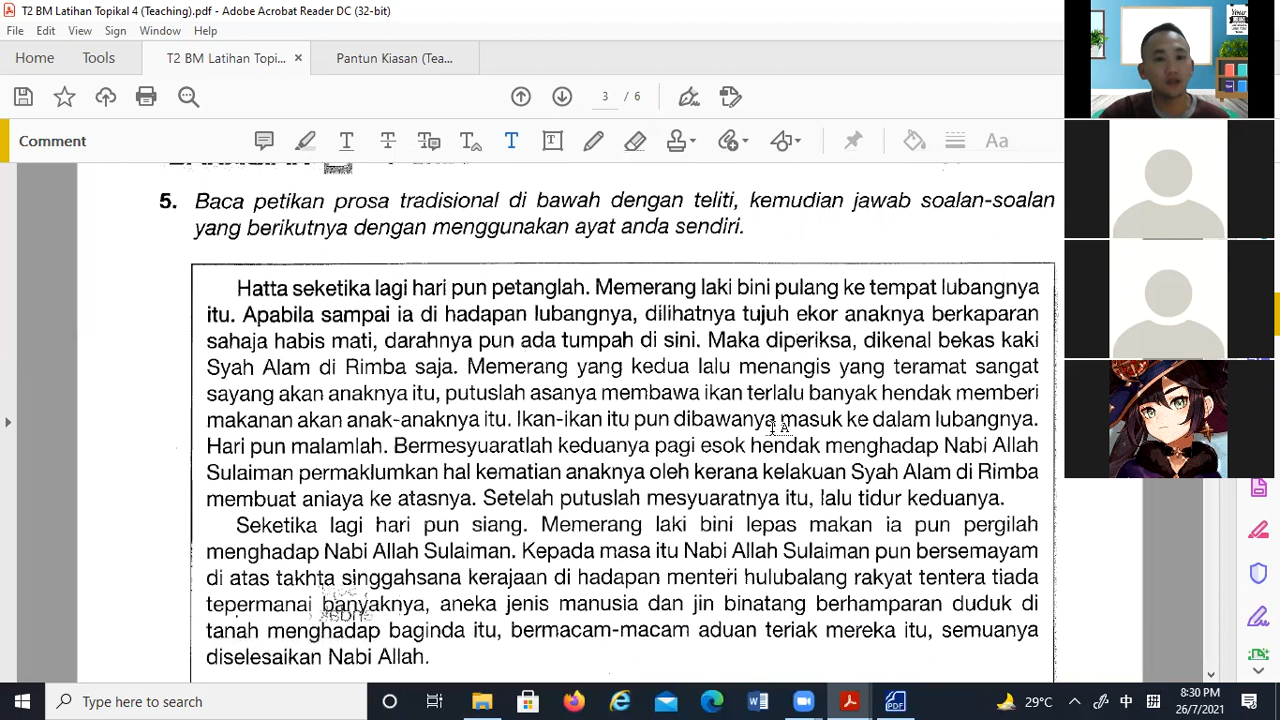 T2 BM Latihan Topikal 4 (Teaching).pdf - Adobe Acrobat Reader DC (32-bit)
File Edit View Sign Window Help
Home Tools T2 BM Latihan Topi... × Pantun Kiasan (Tea...
3 / 6
Comment
Aa
5. Baca petikan prosa tradisional di bawah dengan teliti, kemudian jawab soalan-soalan
yang berikutnya dengan menggunakan ayat anda sendiri.
Hatta seketika lagi hari pun petanglah. Memerang laki bini pulang ke tempat lubangnya
itu. Apabila sampai ia di hadapan lubangnya, dilihatnya tujuh ekor anaknya berkaparan
sahaja habis mati, darahnya pun ada tumpah di sini. Maka diperiksa, dikenal bekas kaki
Syah Alam di Rimba saja. Memerang yang kedua lalu menangis yang teramat sangat
sayang akan anaknya itu, putuslah asanya membawa ikan terlalu banyak hendak memberi
makanan akan anak-anaknya itu. Ikan-ikan itu pun dibawanya masuk ke dalam lubangnya.
Hari pun malamlah. Bermesyuaratlah keduanya pagi esok hendak menghadap Nabi Allah
Sulaiman permaklumkan hal kematian anaknya oleh kerana kelakuan Syah Alam di Rimba
membuat aniaya ke atasnya. Setelah putuslah mesyuaratnya itu, lalu tidur keduanya.
Seketika lagi hari pun siang. Memerang laki bini lepas makan ia pun pergilah
menghadap Nabi Allah Sulaiman. Kepada masa itu Nabi Allah Sulaiman pun bersemayam
di atas takhta singgahsana kerajaan di hadapan menteri hulubalang rakyat tentera tiada
tepermanai banyaknya, aneka jenis manusia dan jin binatang berhamparan duduk di
tanah menghadap baginda itu, bermacam-macam aduan teriak mereka itu, semuanya
diselesaikan Nabi Allah.
Type here to search
29°C
中
拼
8:30 PM
26/7/2021